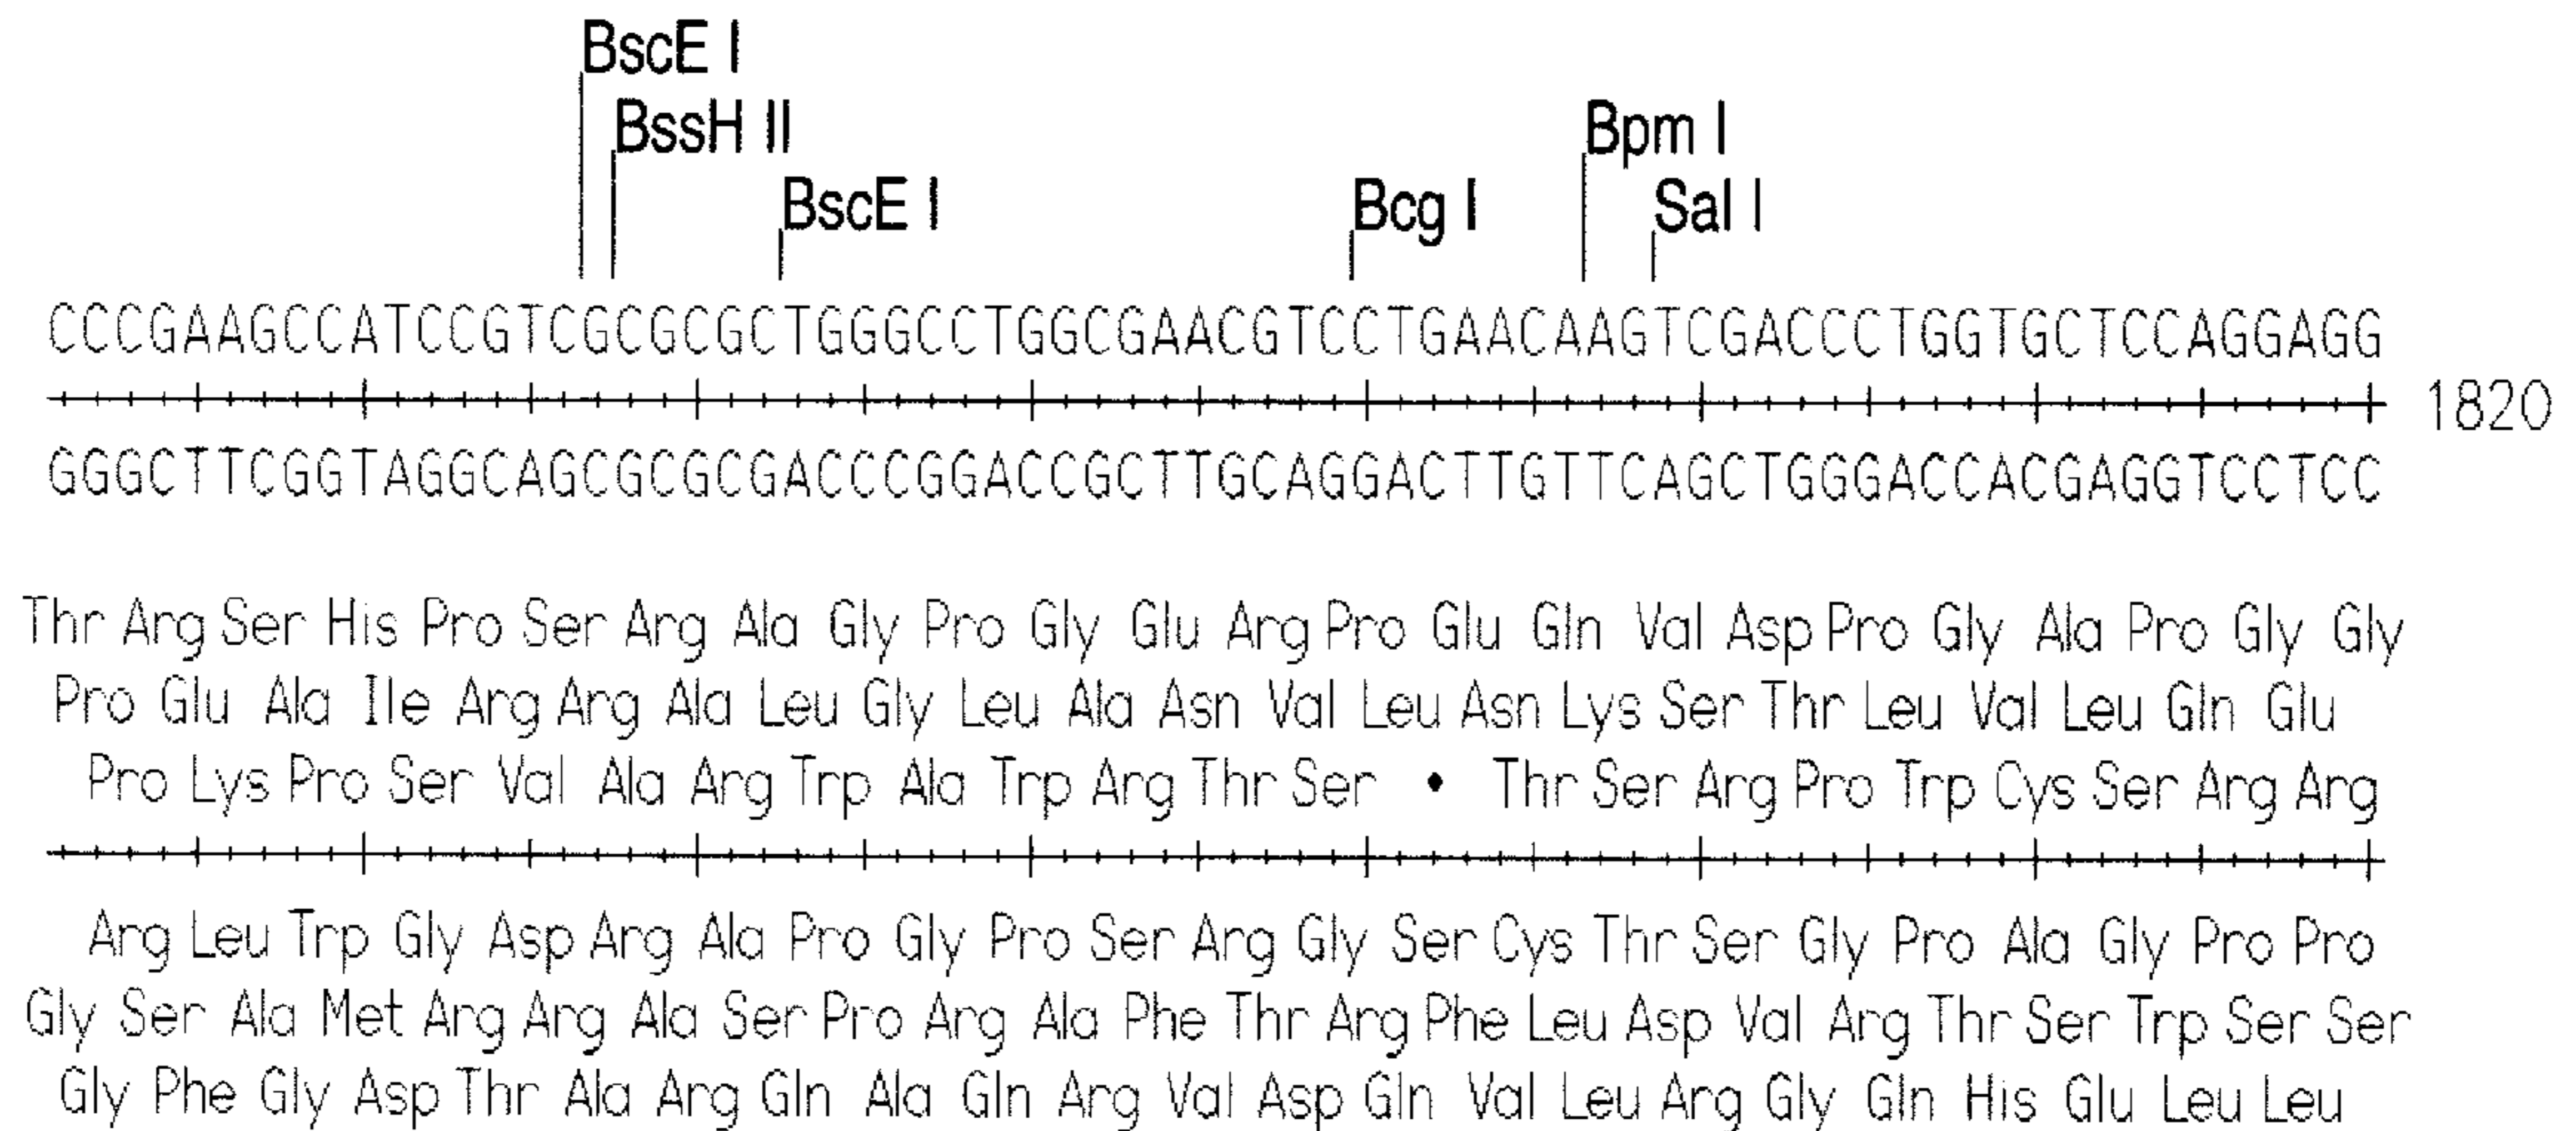 BscE I
BssH II
Bpm I
BscE I
Bcg I
Sal I
CCCGAAGCCATCCGTCGCGCGCTGGGCCTGGCGAACGTCCTGAACAAGTCGACCCTGGTGCTCCAGGAGG
1820
GGGCTTCGGTAGGCAGCGCGCGACCCGGACCGCTTGCAGGACTTGTTCAGCTGGGACCACGAGGTCCTCC
Thr Arg Ser His Pro Ser Arg Ala Gly Pro Gly Glu Arg Pro Glu Gln Val Asp Pro Gly Ala Pro Gly Gly
Pro Glu Ala Ile Arg Arg Ala Leu Gly Leu Ala Asn Val Leu Asn Lys Ser Thr Leu Val Leu Gln Glu
Pro Lys Pro Ser Val Ala Arg Trp Ala Trp Arg Thr Ser • Thr Ser Arg Pro Trp Cys Ser Arg Arg
Arg Leu Trp Gly Asp Arg Ala Pro Gly Pro Ser Arg Gly Ser Cys Thr Ser Gly Pro Ala Gly Pro Pro
Gly Ser Ala Met Arg Arg Ala Ser Pro Arg Ala Phe Thr Arg Phe Leu Asp Val Arg Thr Ser Trp Ser Ser
Gly Phe Gly Asp Thr Ala Arg Gln Ala Gln Arg Val Asp Gln Val Leu Arg Gly Gln His Glu Leu Leu